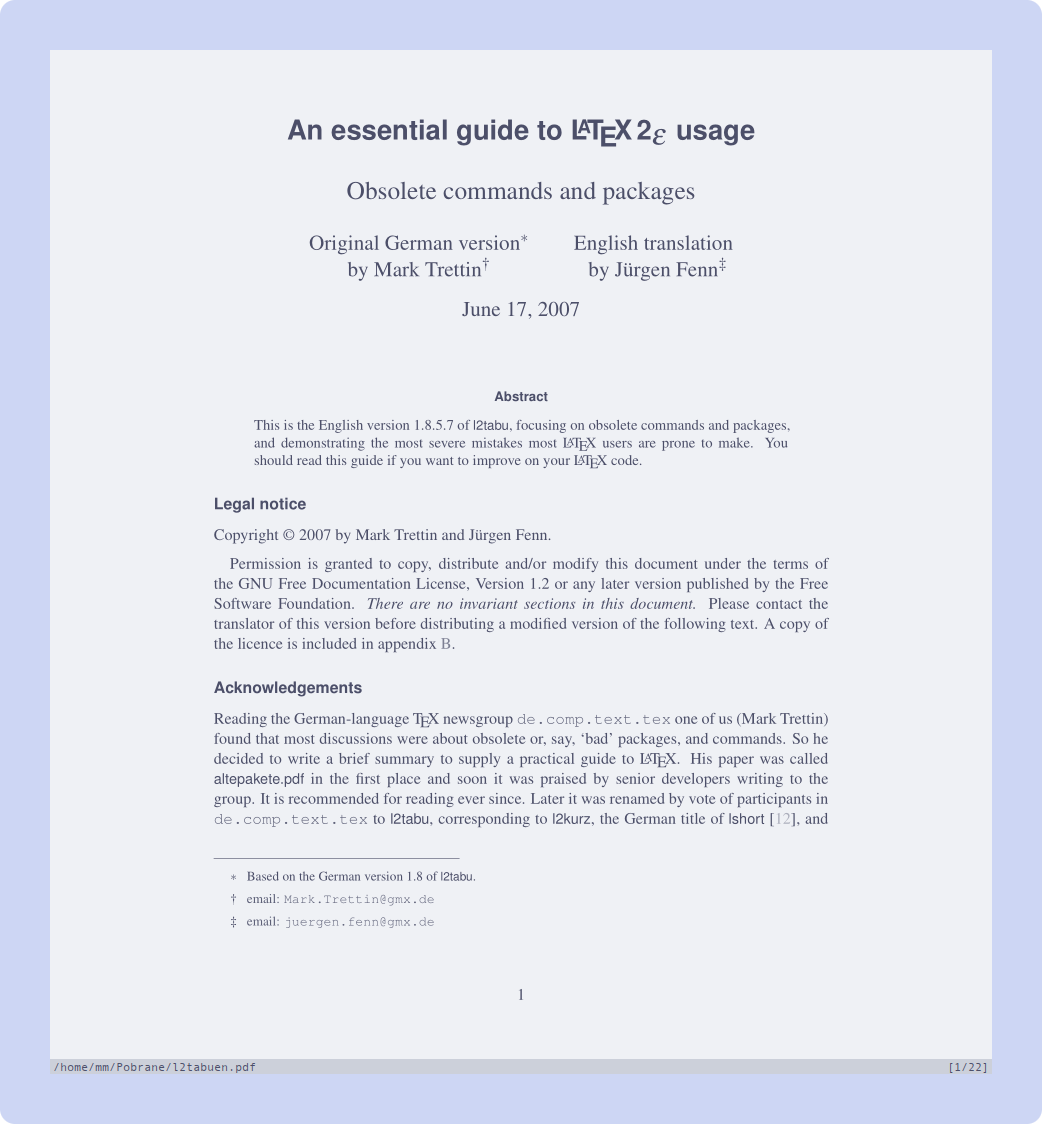 An essential guide to LATEX 2ε usage
Obsolete commands and packages
Original German version* English translation
by Mark Trettin† by Jürgen Fenn‡
June 17, 2007
Abstract
This is the English version 1.8.5.7 of l2tabu, focusing on obsolete commands and packages,
and demonstrating the most severe mistakes most LATEX users are prone to make. You
should read this guide if you want to improve on your LATEX code.
Legal notice
Copyright © 2007 by Mark Trettin and Jürgen Fenn.
Permission is granted to copy, distribute and/or modify this document under the terms of
the GNU Free Documentation License, Version 1.2 or any later version published by the Free
Software Foundation. There are no invariant sections in this document. Please contact the
translator of this version before distributing a modified version of the following text. A copy of
the licence is included in appendix B.
Acknowledgements
Reading the German-language TEX newsgroup de.comp.text.tex one of us (Mark Trettin)
found that most discussions were about obsolete or, say, ‘bad’ packages, and commands. So he
decided to write a brief summary to supply a practical guide to LATEX. His paper was called
altepakete.pdf in the first place and soon it was praised by senior developers writing to the
group. It is recommended for reading ever since. Later it was renamed by vote of participants in
de.comp.text.tex to l2tabu, corresponding to l2kurz, the German title of lshort [12], and
* Based on the German version 1.8 of l2tabu.
† email: Mark.Trettin@gmx.de
‡ email: juergen.fenn@gmx.de
1
/home/mm/Pobrane/l2tabuen.pdf [1/22]